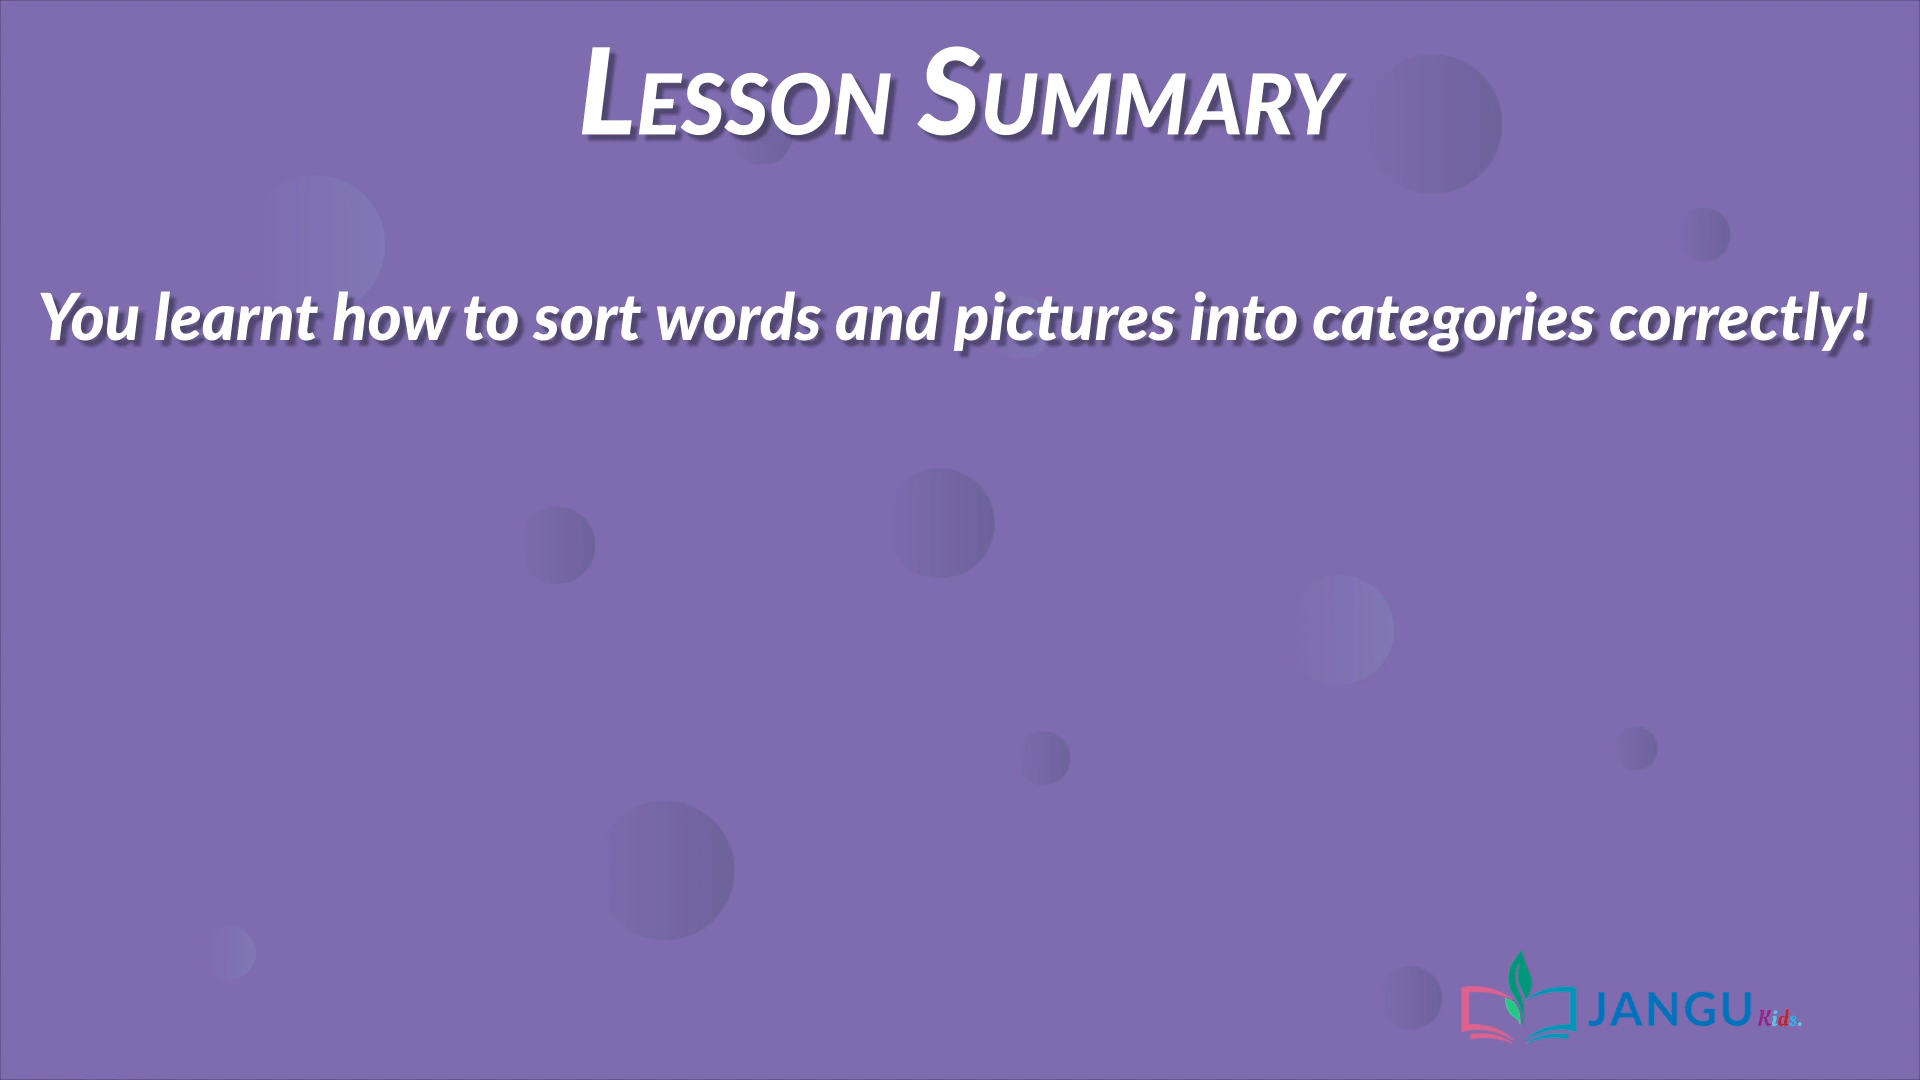 Lesson Summary
You learnt how to sort words and pictures into categories correctly!
JANGU Kids.